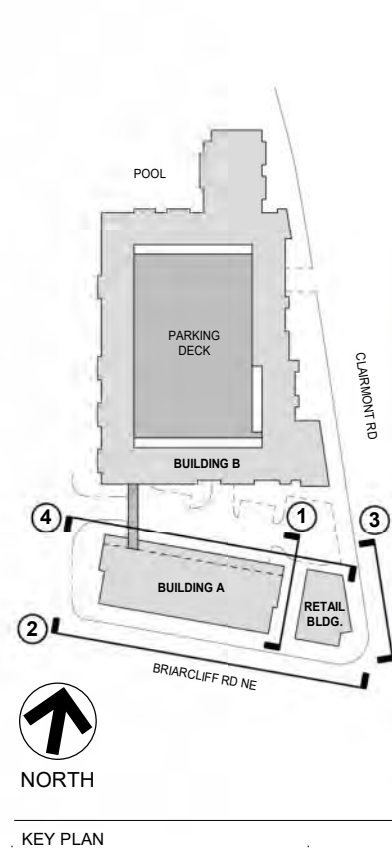 POOL
PARKING
DECK
CLAIRMONT RD
BUILDING B
4
1
3
BUILDING A
RETAIL
BLDG.
2
BRIARCLIFF RD NE
NORTH
KEY PLAN